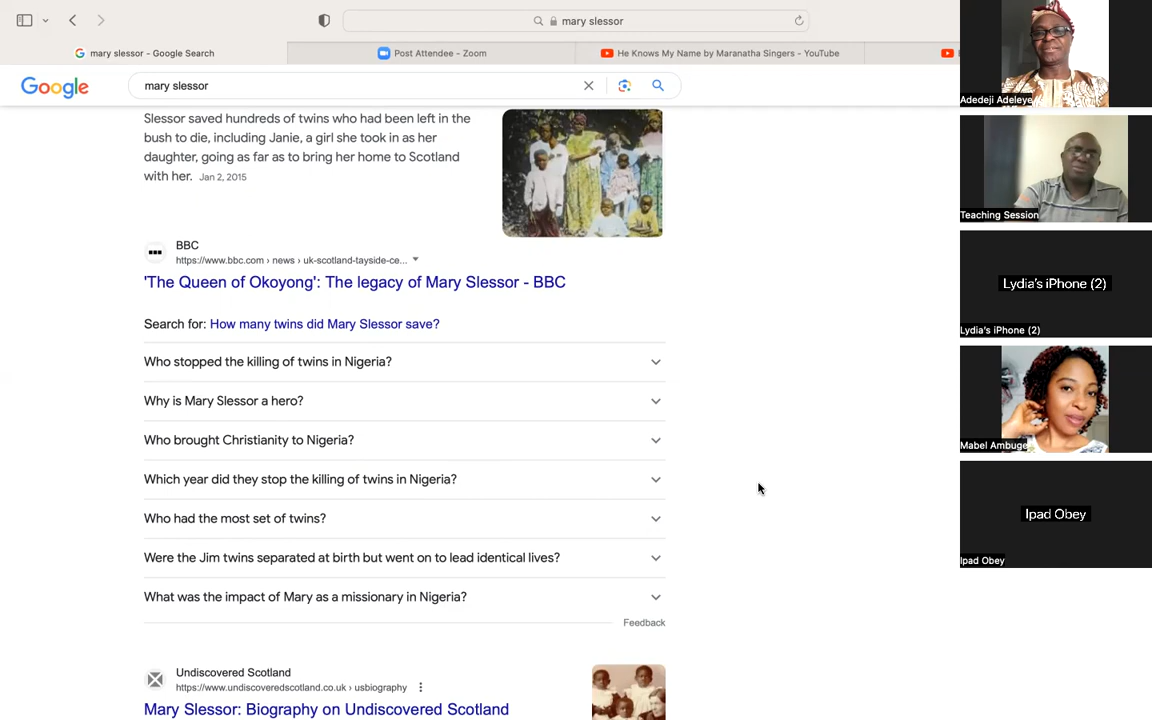 mary slessor
mary slessor - Google Search
Post Attendee - Zoom
He Knows My Name by Maranatha Singers - YouTube
Google
mary slessor
Slessor saved hundreds of twins who had been left in the
bush to die, including Janie, a girl she took in as her
daughter, going as far as to bring her home to Scotland
with her. Jan 2, 2015
BBC
https://www.bbc.com › news › uk-scotland-tayside-ce...
'The Queen of Okoyong': The legacy of Mary Slessor - BBC
Search for: How many twins did Mary Slessor save?
Who stopped the killing of twins in Nigeria?
Why is Mary Slessor a hero?
Who brought Christianity to Nigeria?
Which year did they stop the killing of twins in Nigeria?
Who had the most set of twins?
Were the Jim twins separated at birth but went on to lead identical lives?
What was the impact of Mary as a missionary in Nigeria?
Feedback
Undiscovered Scotland
https://www.undiscoveredscotland.co.uk › usbiography
Mary Slessor: Biography on Undiscovered Scotland
Adedeji Adeleye
Teaching Session
Lydia's iPhone (2)
Lydia's iPhone (2)
Mabel Ambuge
Ipad Obey
Ipad Obey